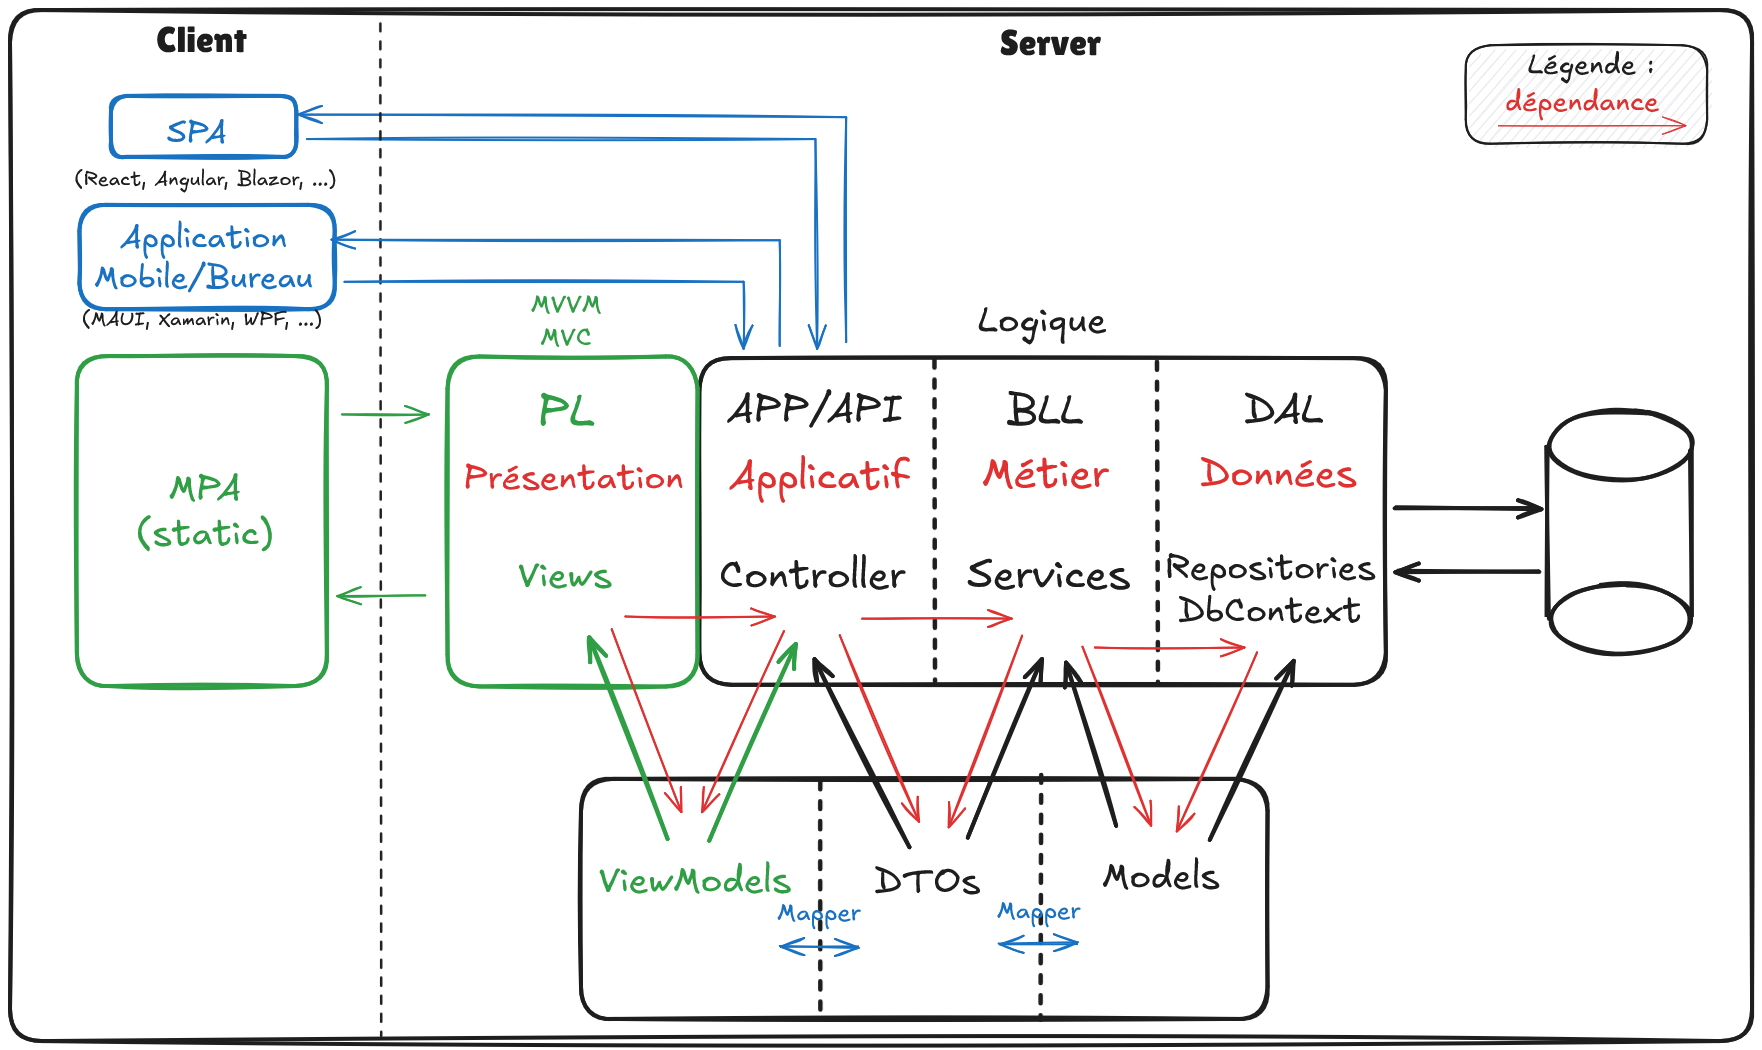 Client
Server
Légende :
dépendance
SPA
(React, Angular, Blazor, ...)
Application
Mobile/Bureau
(MAUI, Xamarin, WPF, ...)
MVVM
MVC
Logique
MPA
(static)
PL
Présentation
Views
APP/API
Applicatif
Controller
BLL
Métier
Services
DAL
Données
Repositories
DbContext
ViewModels
DTOs
Models
Mapper
Mapper